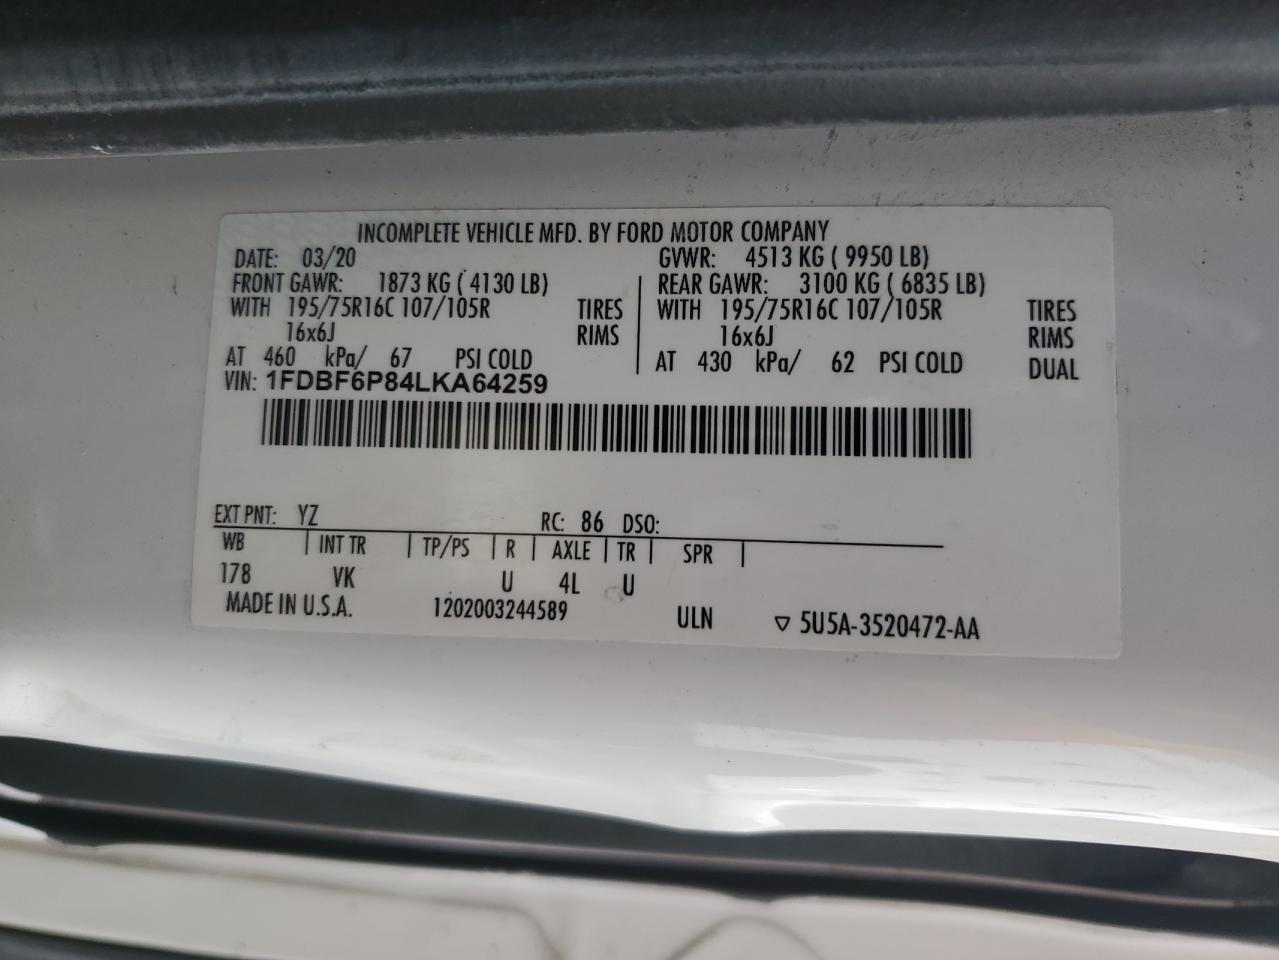 INCOMPLETE VEHICLE MFD. BY FORD MOTOR COMPANY
DATE: 03/20 GVWR: 4513 KG ( 9950 LB)
FRONT GAWR: 1873 KG ( 4130 LB) REAR GAWR: 3100 KG ( 6835 LB)
WITH 195/75R16C 107/105R TIRES WITH 195/75R16C 107/105R TIRES
16x6J RIMS 16x6J RIMS
AT 460 kPa/ 67 PSI COLD AT 430 kPa/ 62 PSI COLD DUAL
VIN: 1FDBF6P84LKA64259
EXT PNT: YZ RC: 86 DSO:
WB INT TR TP/PS R AXLE TR SPR
178 VK U 4L U
MADE IN U.S.A. 1202003244589 ULN ▽ 5U5A-3520472-AA